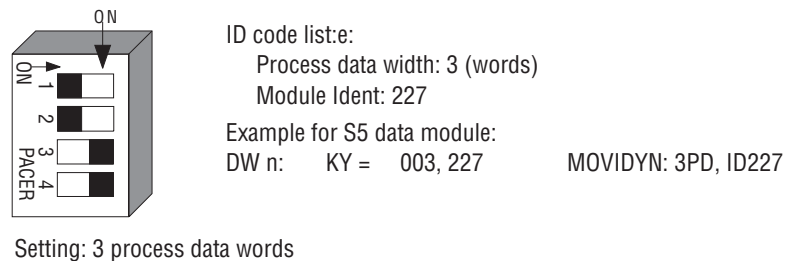 ON
ON
1
2
3
4
PACER
ID code list:e:
Process data width: 3 (words)
Module Ident: 227
Example for S5 data module:
DW n: KY = 003, 227 MOVIDYN: 3PD, ID227
Setting: 3 process data words